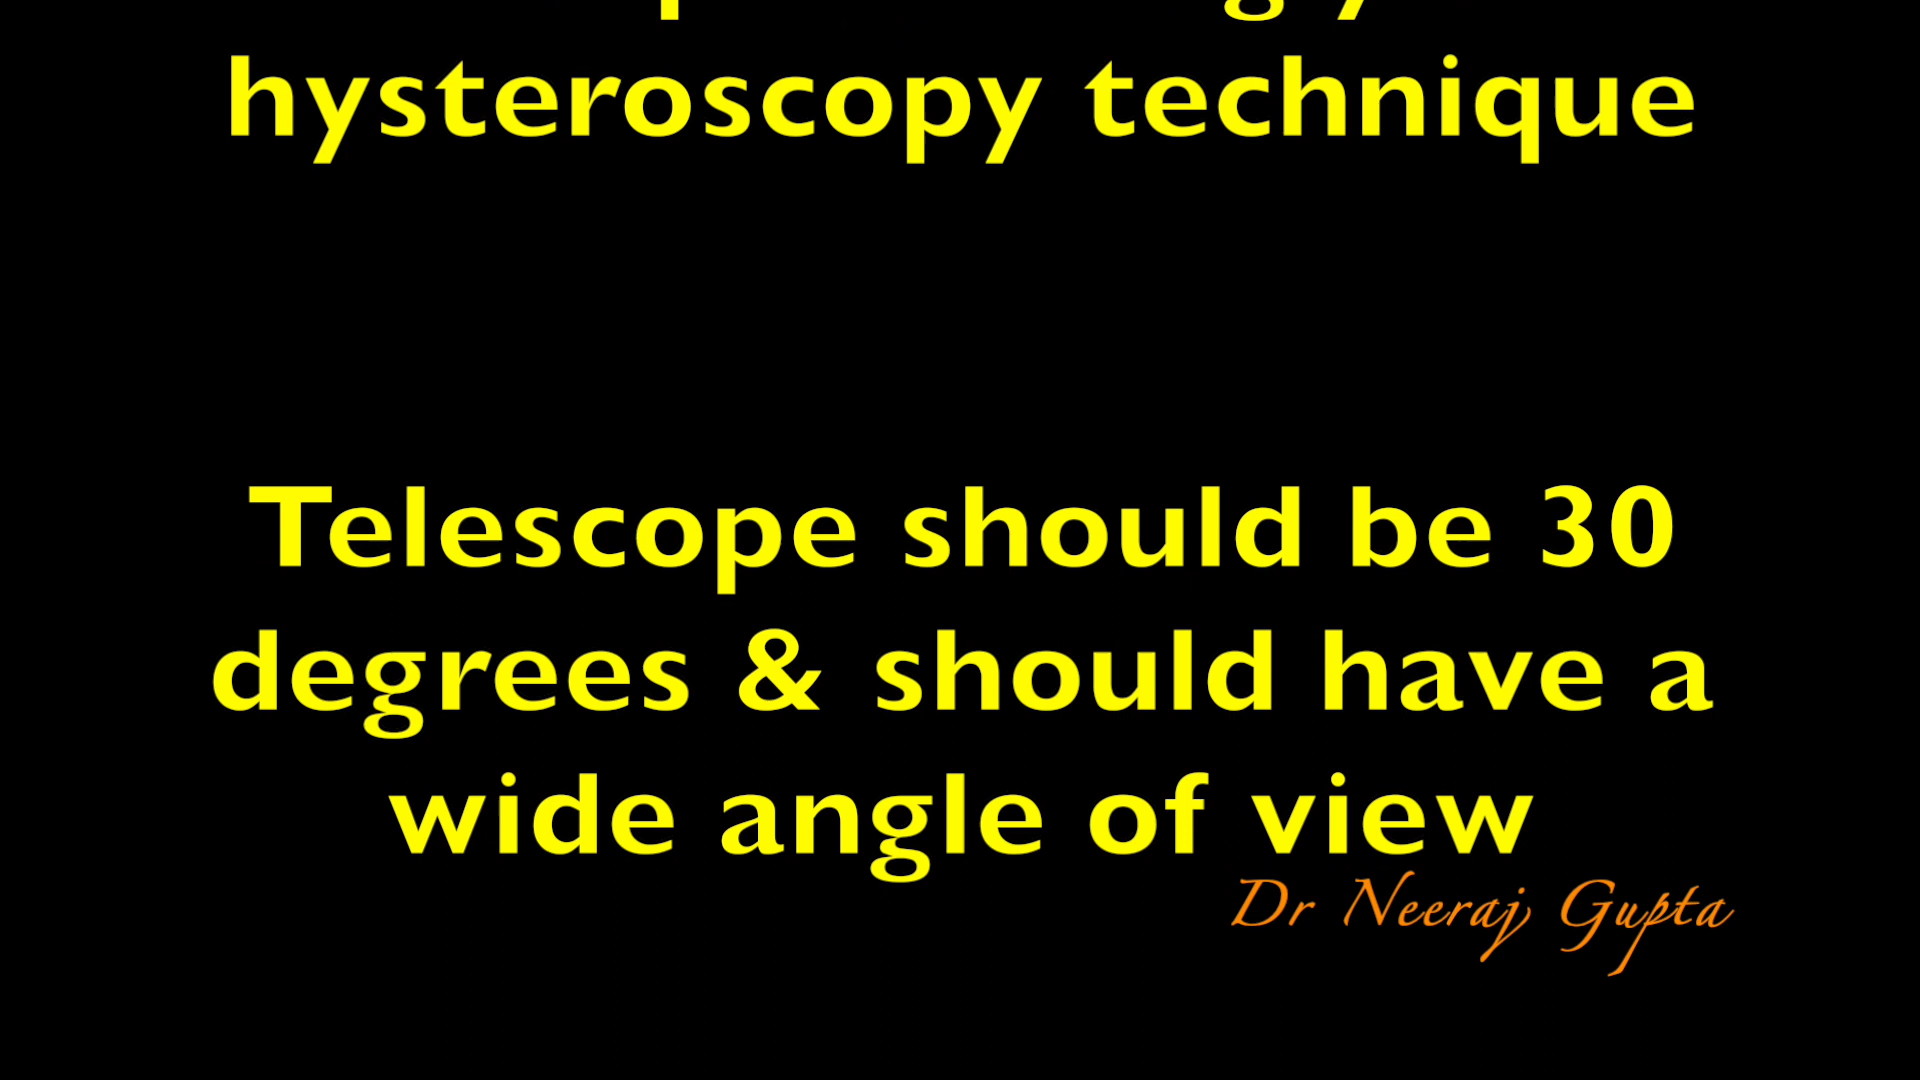 hysteroscopy technique
Telescope should be 30
degrees & should have a
wide angle of view
Dr Neeraj Gupta